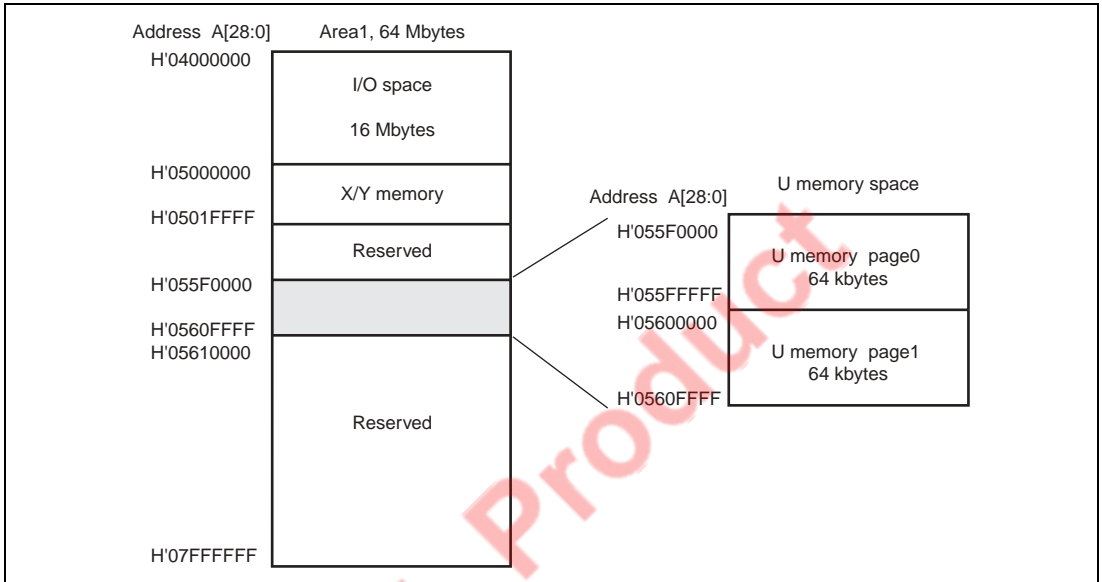 Address A[28:0]
Area1, 64 Mbytes
H'04000000
I/O space
16 Mbytes
H'05000000
X/Y memory
H'0501FFFF
Reserved
H'055F0000
H'0560FFFF
H'05610000
Reserved
H'07FFFFFF
Address A[28:0]
U memory space
H'055F0000
U memory page0
64 kbytes
H'055FFFFF
H'05600000
U memory page1
64 kbytes
H'0560FFFF
Product